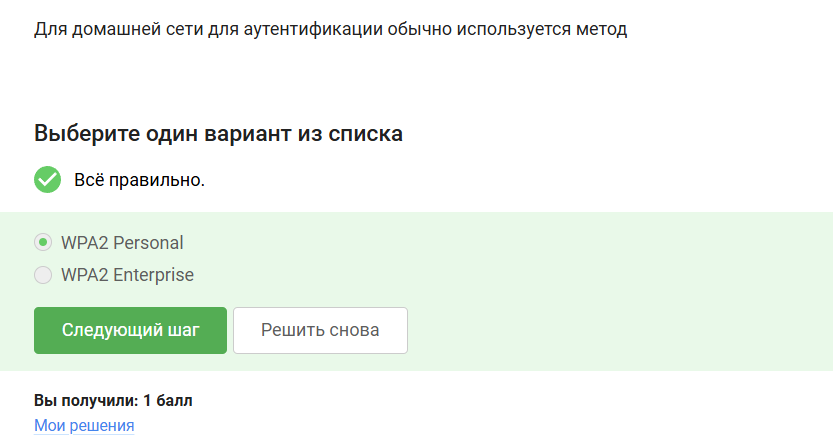 Для домашней сети для аутентификации обычно используется метод
Выберите один вариант из списка
Всё правильно.
WPA2 Personal
WPA2 Enterprise
Следующий шаг
Решить снова
Вы получили: 1 балл
Мои решения